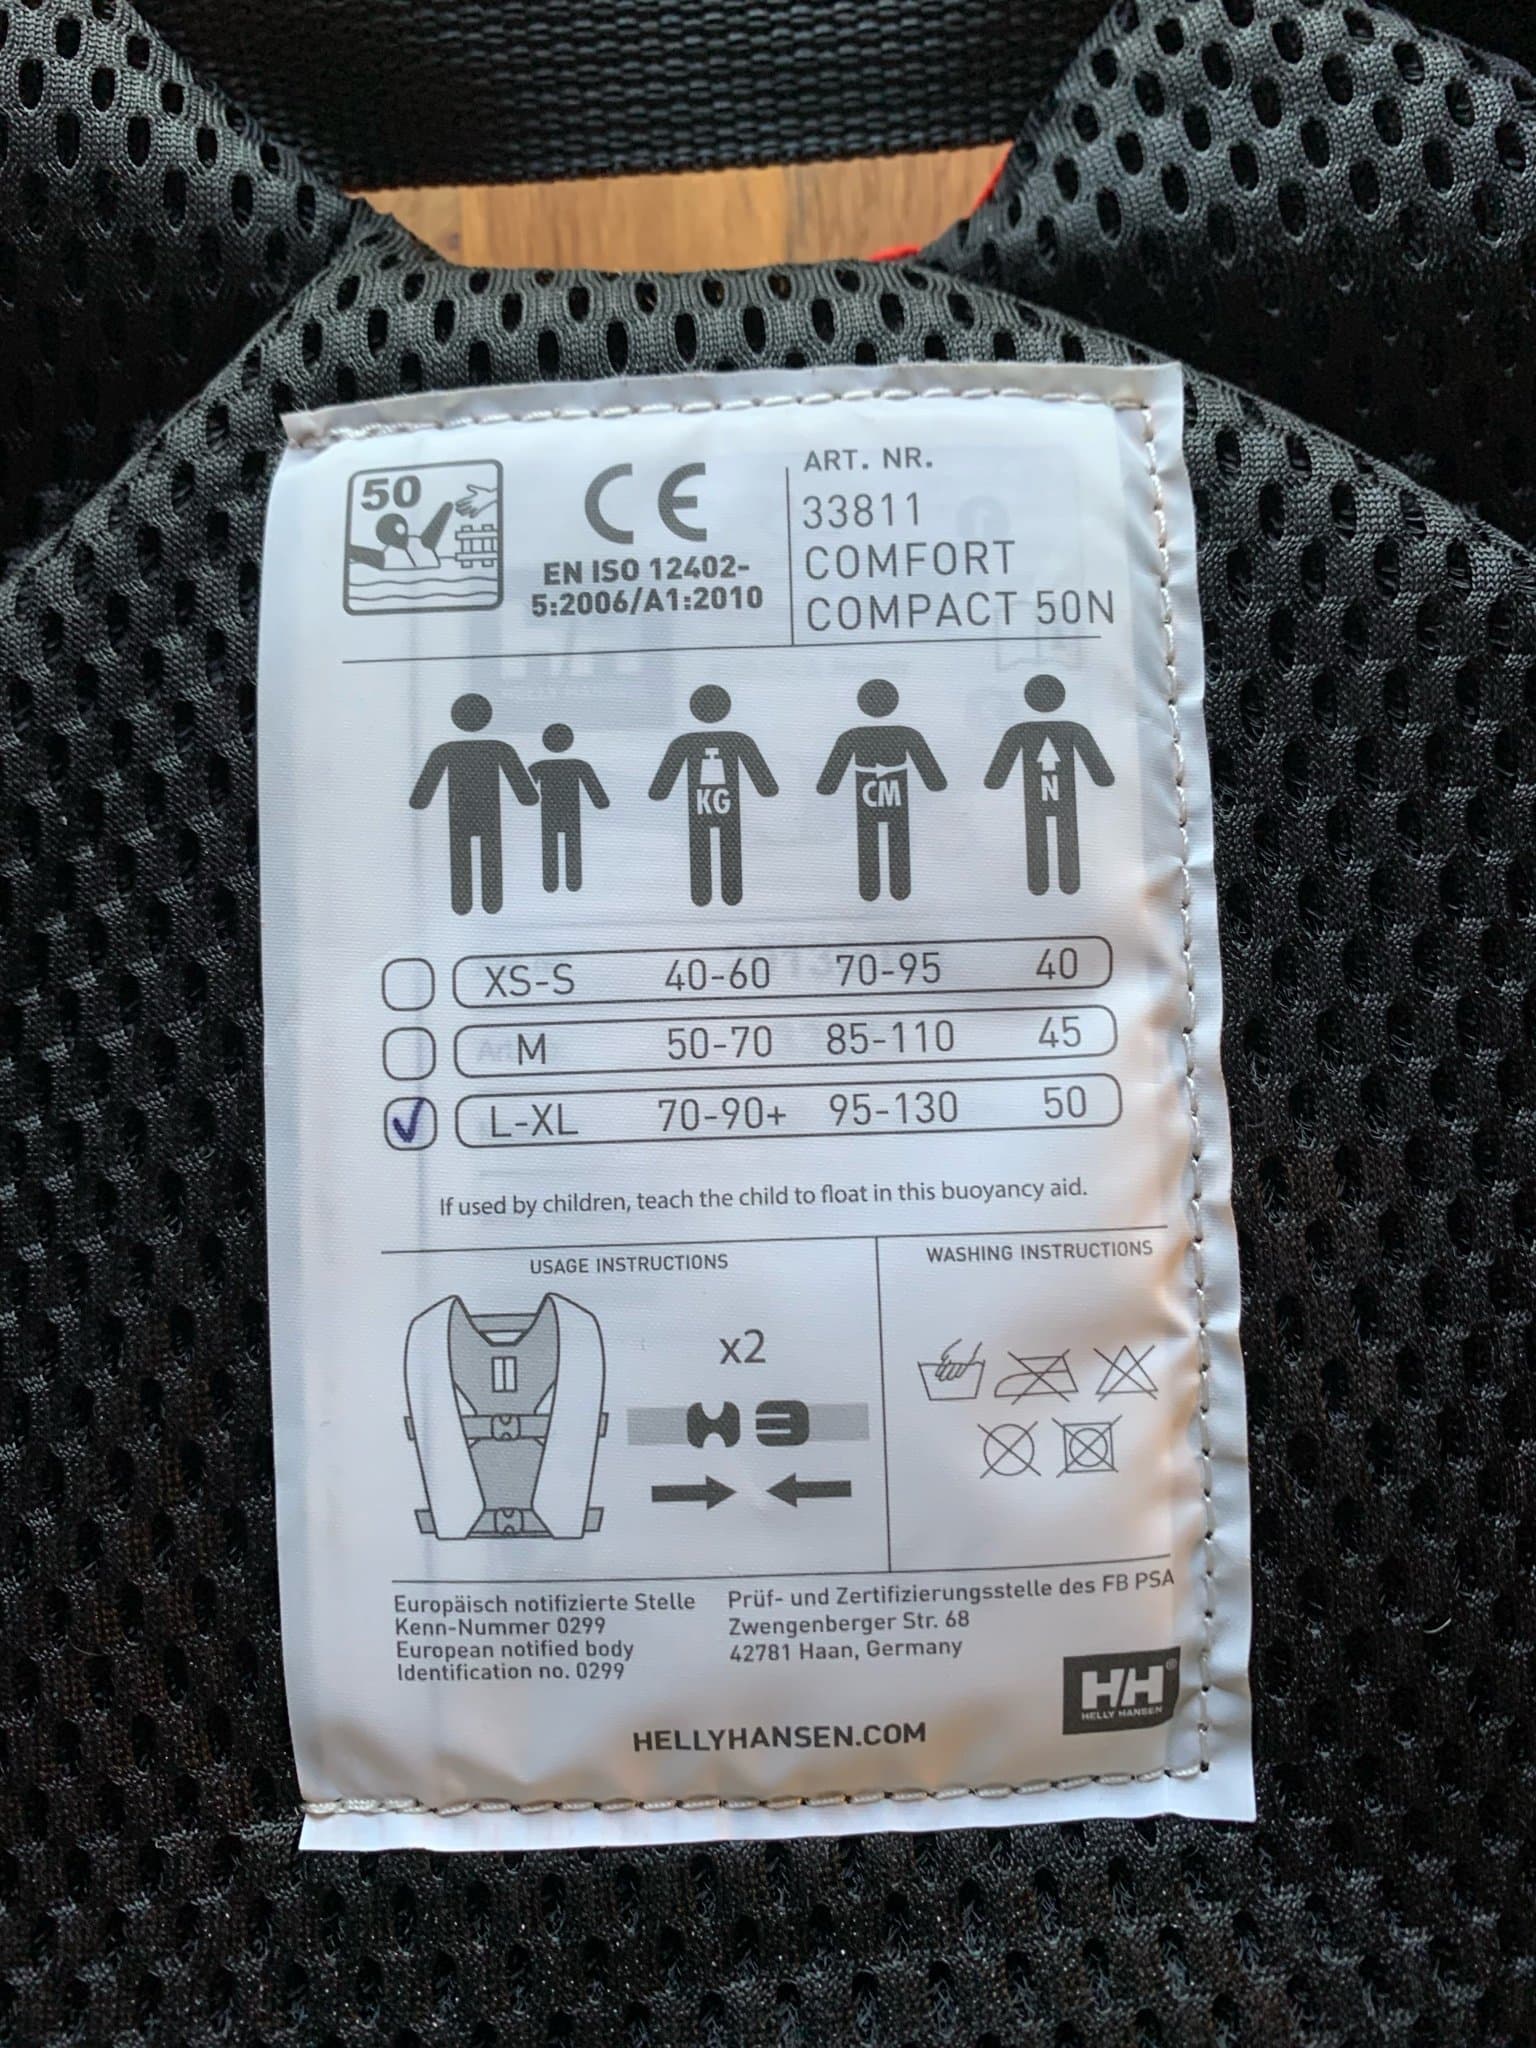 50
CE
EN ISO 12402-
5:2006/A1:2010
ART. NR.
33811
COMFORT
COMPACT 50N
KG
CM
N
XS-S 40-60 70-95 40
M 50-70 85-110 45
L-XL 70-90+ 95-130 50
If used by children, teach the child to float in this buoyancy aid.
USAGE INSTRUCTIONS
x2
WASHING INSTRUCTIONS
Europäisch notifizierte Stelle
Kenn-Nummer 0299
European notified body
Identification no. 0299
Prüf- und Zertifizierungsstelle des FB PSA
Zwengenberger Str. 68
42781 Haan, Germany
HH®
HELLY HANSEN
HELLYHANSEN.COM